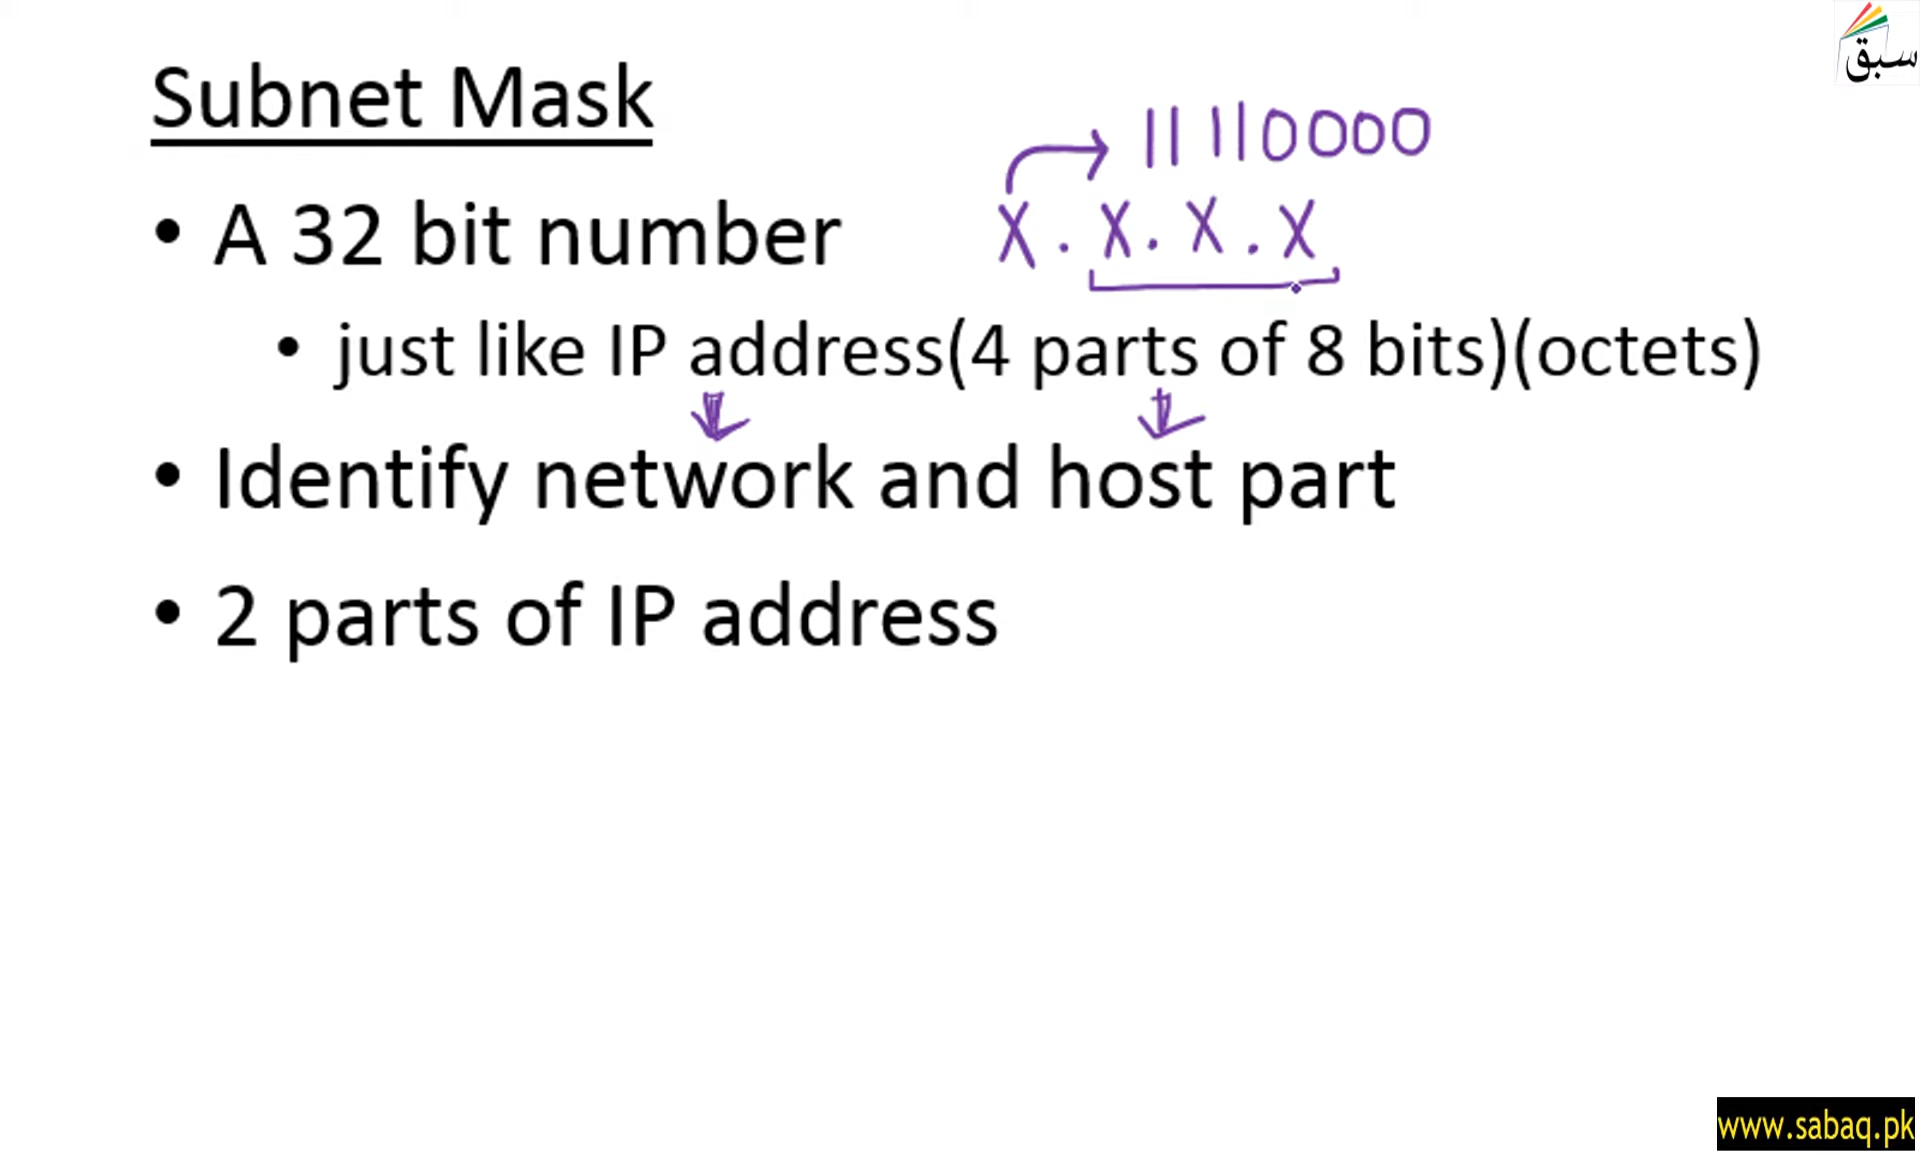 سبق
Subnet Mask
11110000
• A 32 bit number
X . X . X . X
• just like IP address(4 parts of 8 bits)(octets)
• Identify network and host part
• 2 parts of IP address
www.sabaq.pk